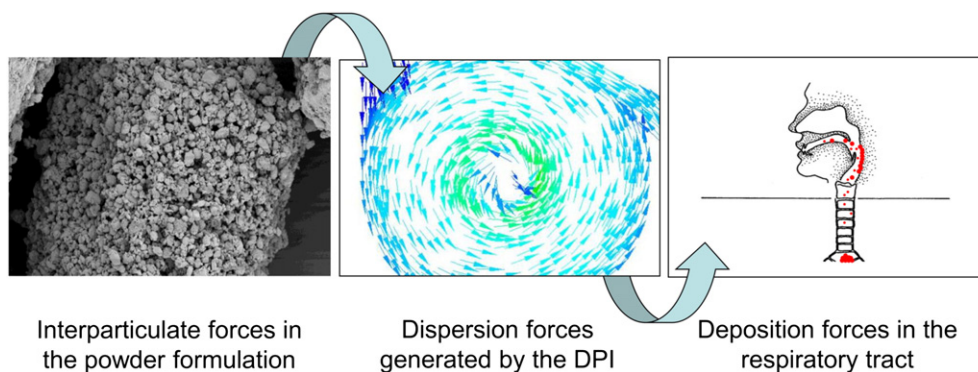 Interparticulate forces in
the powder formulation
Dispersion forces
generated by the DPI
Deposition forces in the
respiratory tract